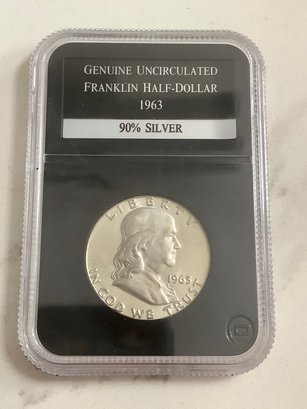 GENUINE UNCIRCULATED
FRANKLIN HALF-DOLLAR
1963
90% SILVER
LIBERTY
1963
IN GOD WE TRUST